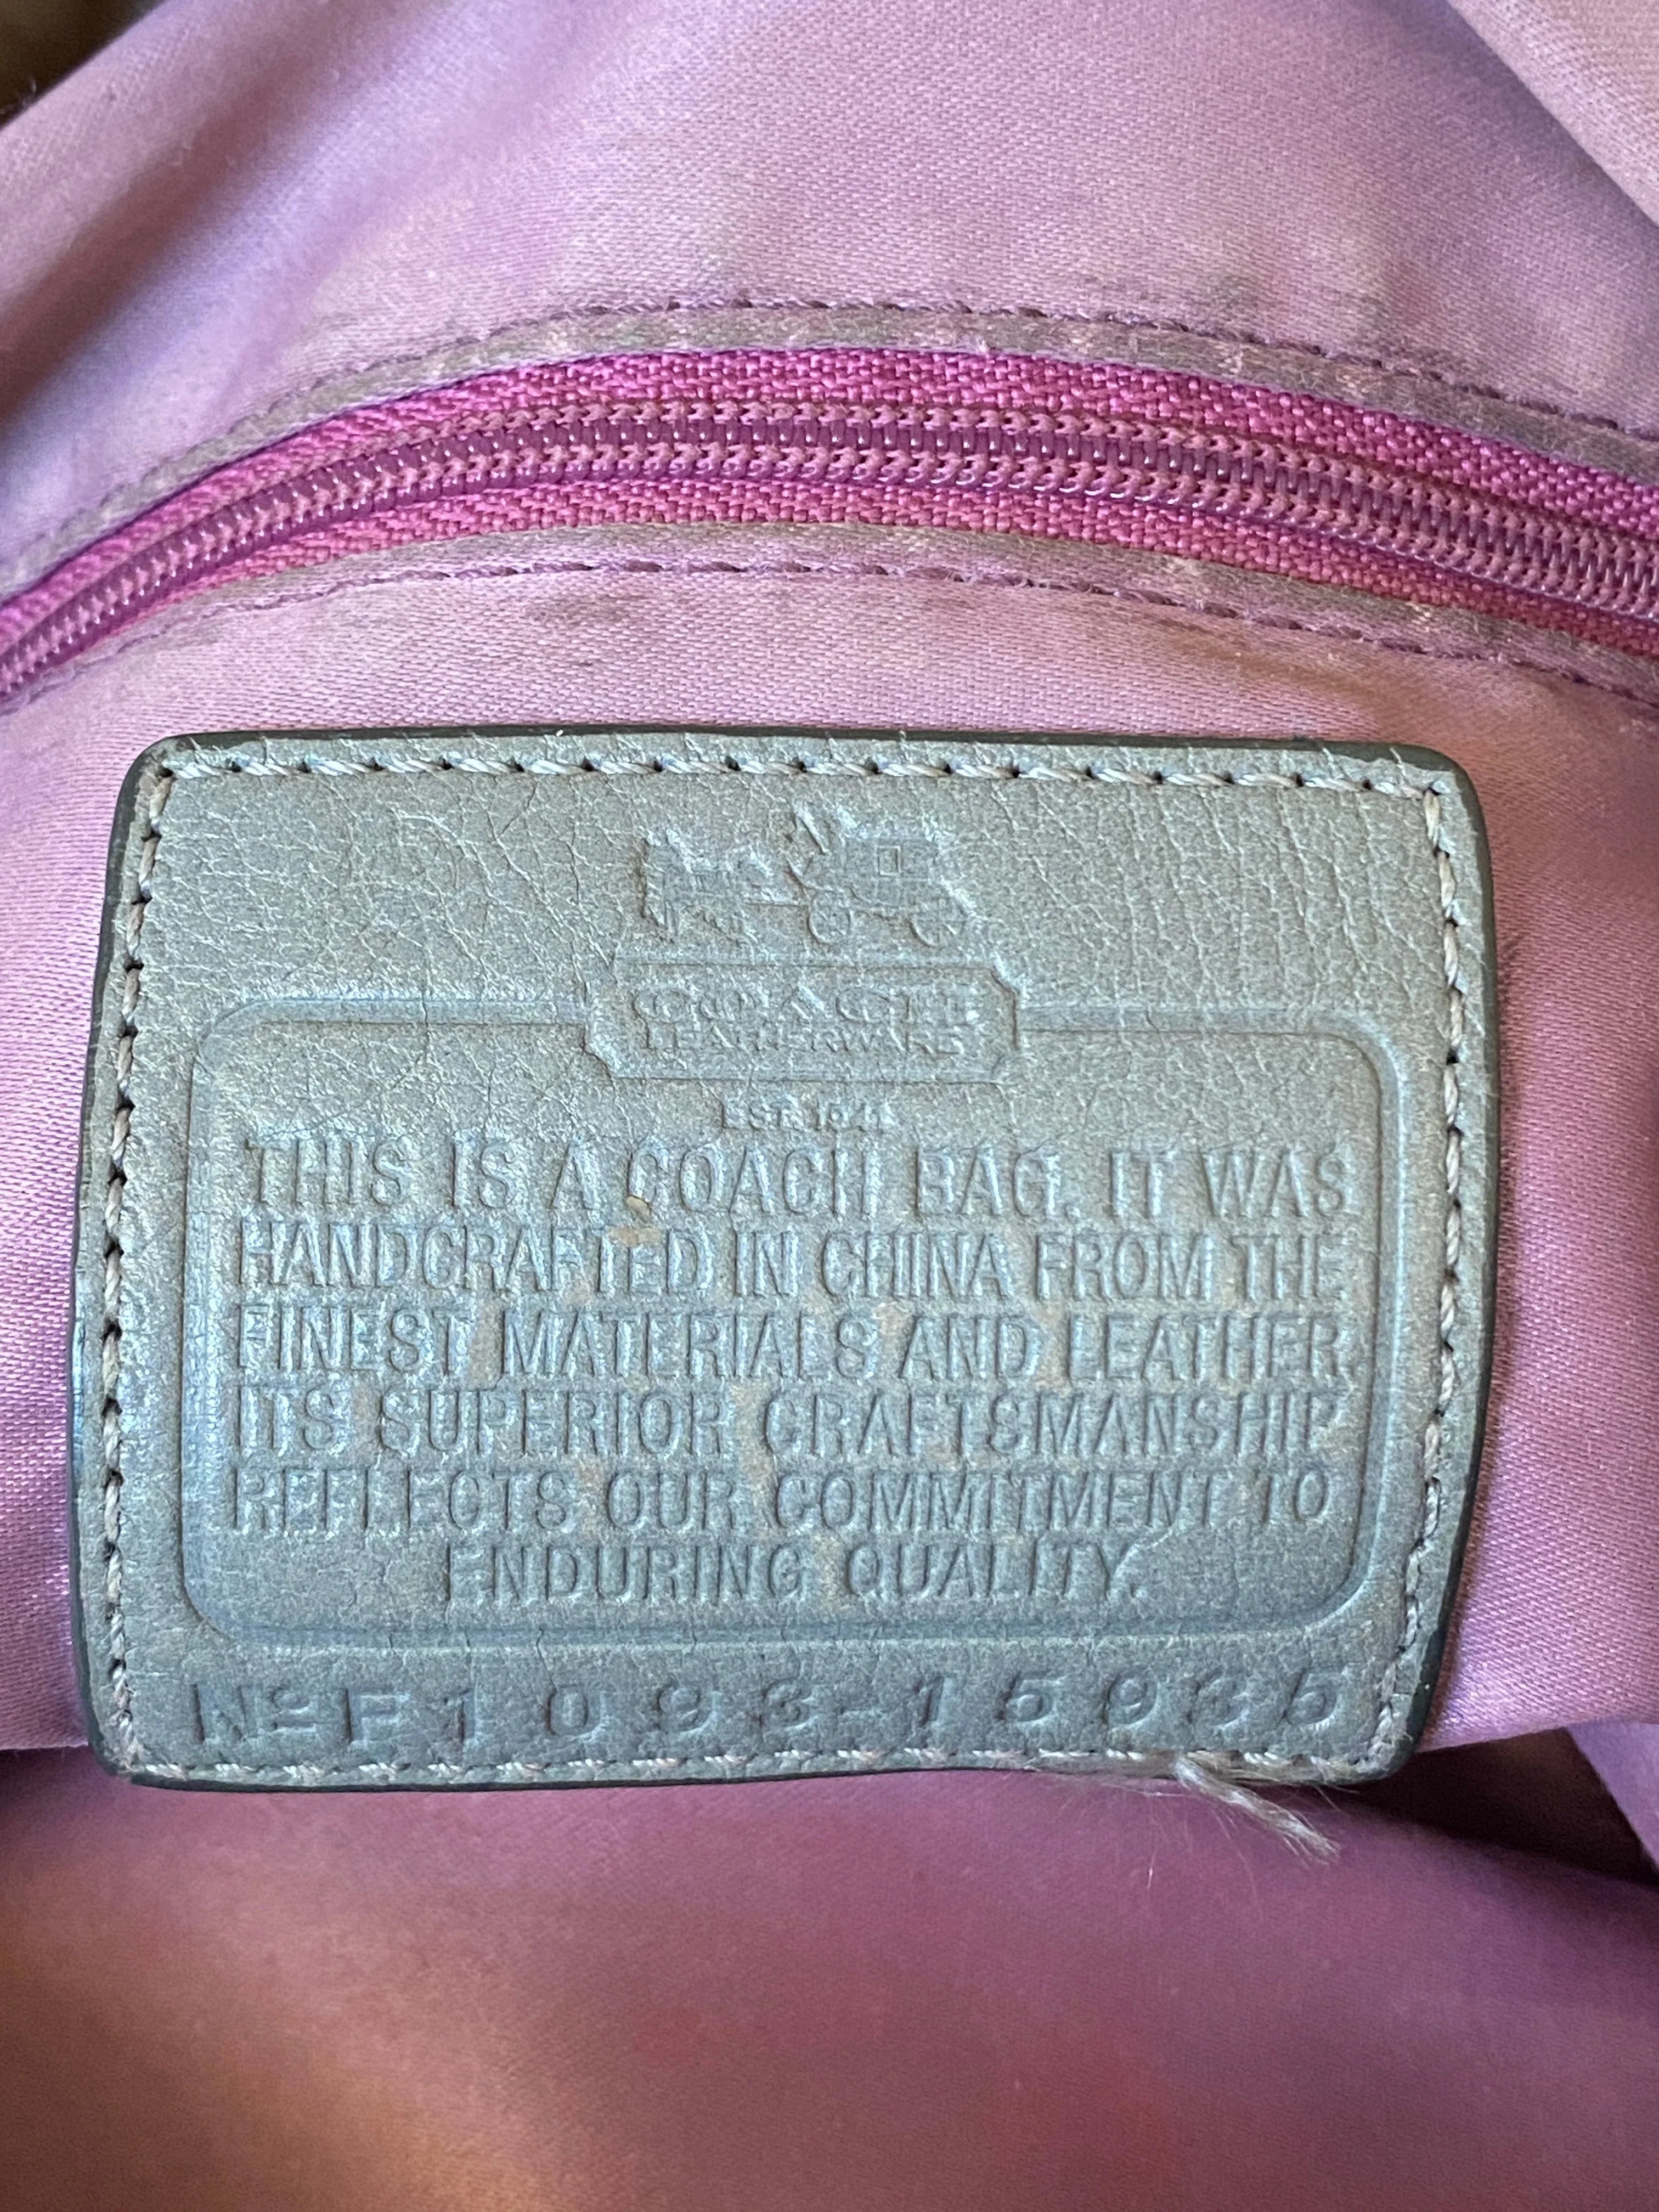 COACH
LEATHERWARE
EST. 1941
THIS IS A COACH BAG. IT WAS
HANDCRAFTED IN CHINA FROM THE
FINEST MATERIALS AND LEATHER.
ITS SUPERIOR CRAFTSMANSHIP
REFLECTS OUR COMMITMENT TO
ENDURING QUALITY.
Nº F1093-15935